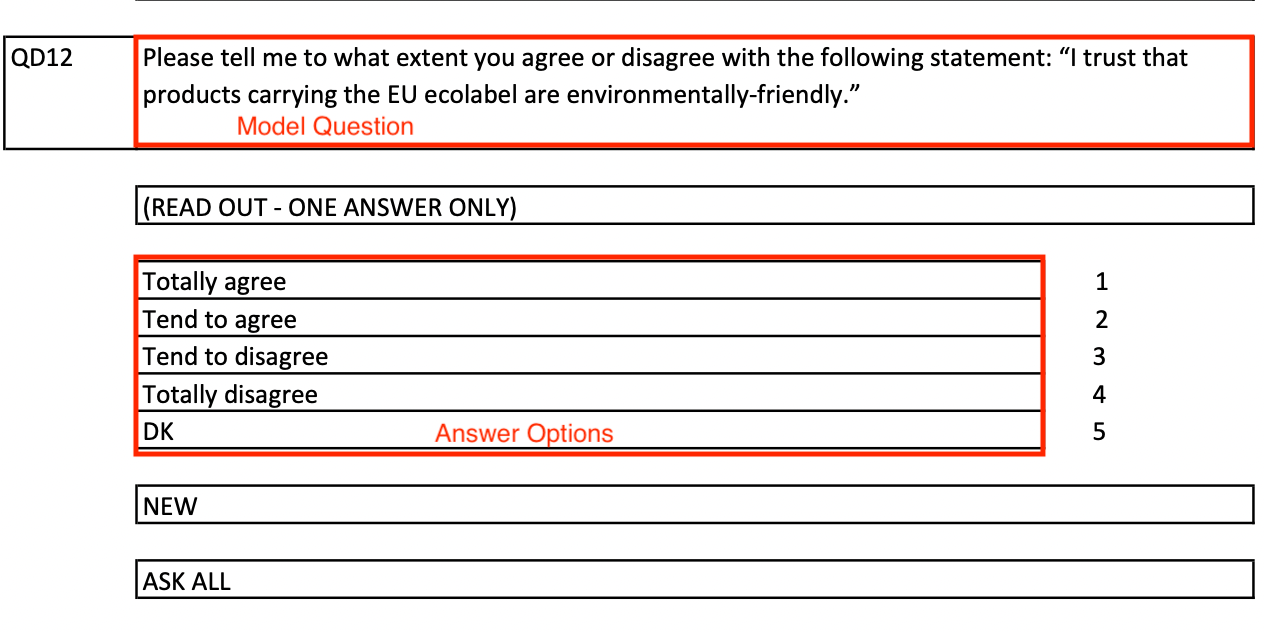 QD12 Please tell me to what extent you agree or disagree with the following statement: “I trust that
products carrying the EU ecolabel are environmentally-friendly.”
Model Question
(READ OUT - ONE ANSWER ONLY)
Totally agree 1
Tend to agree 2
Tend to disagree 3
Totally disagree 4
DK Answer Options 5
NEW
ASK ALL